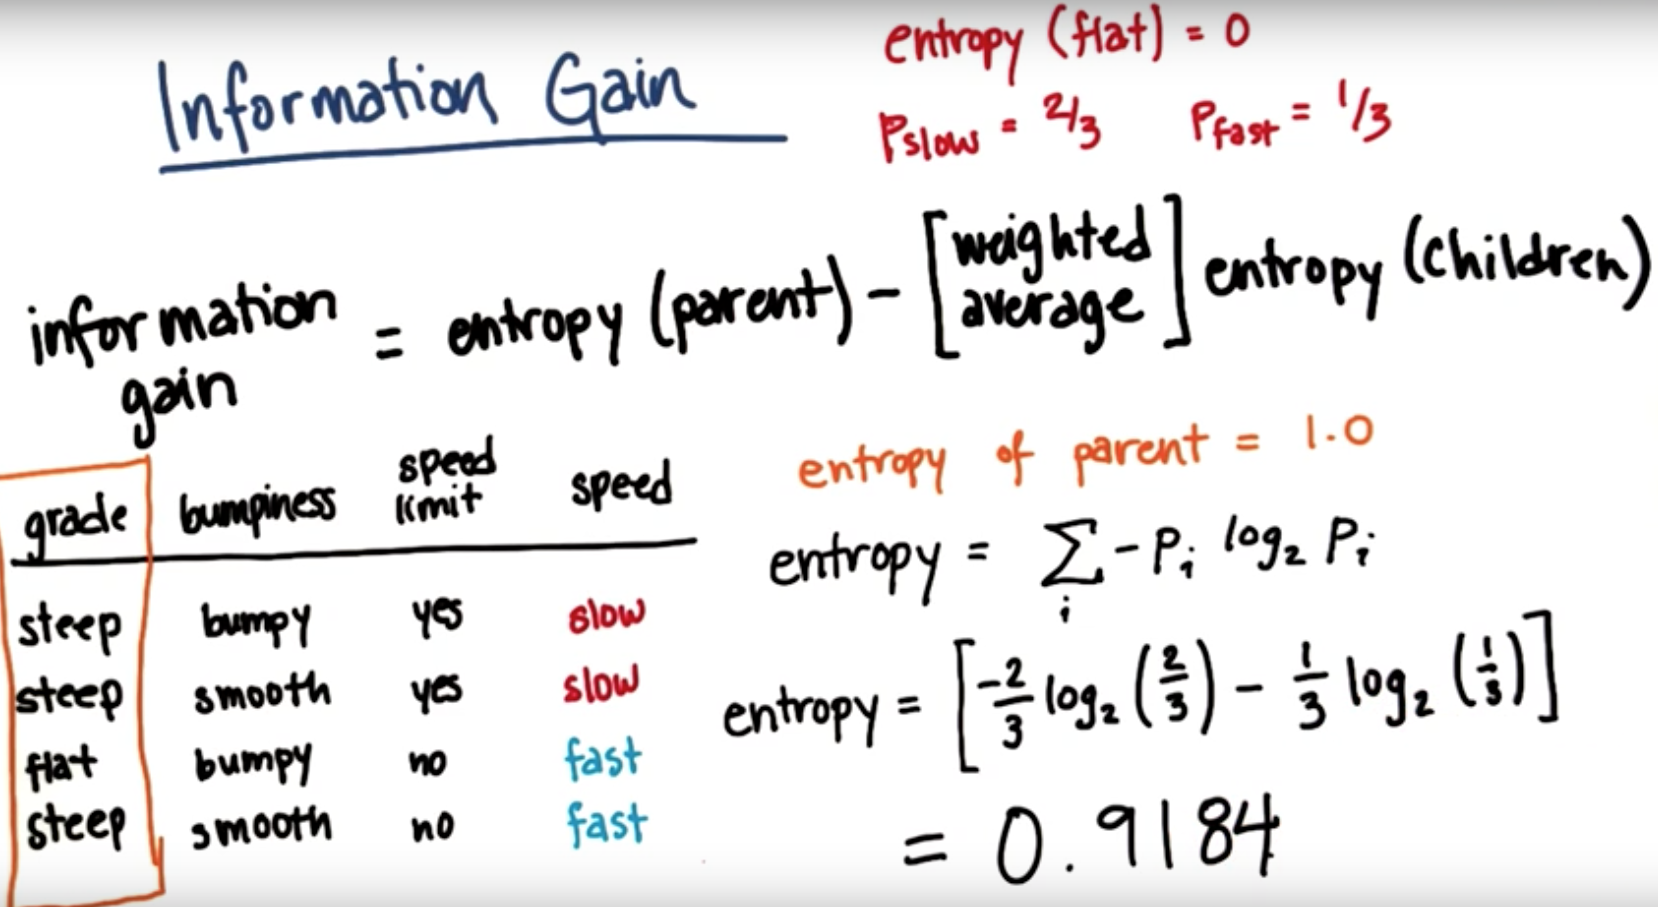 Information Gain
entropy (flat) = 0
Pslow = 2/3 Pfast = 1/3
information gain = entropy (parent) - [weighted average] entropy (children)
entropy of parent = 1.0
entropy = Σi -Pi log2 Pi
entropy = [-2/3 log2 (2/3) - 1/3 log2 (1/3)]
= 0.9184
grade bumpiness speed limit speed
steep bumpy yes slow
steep smooth yes slow
flat bumpy no fast
steep smooth no fast